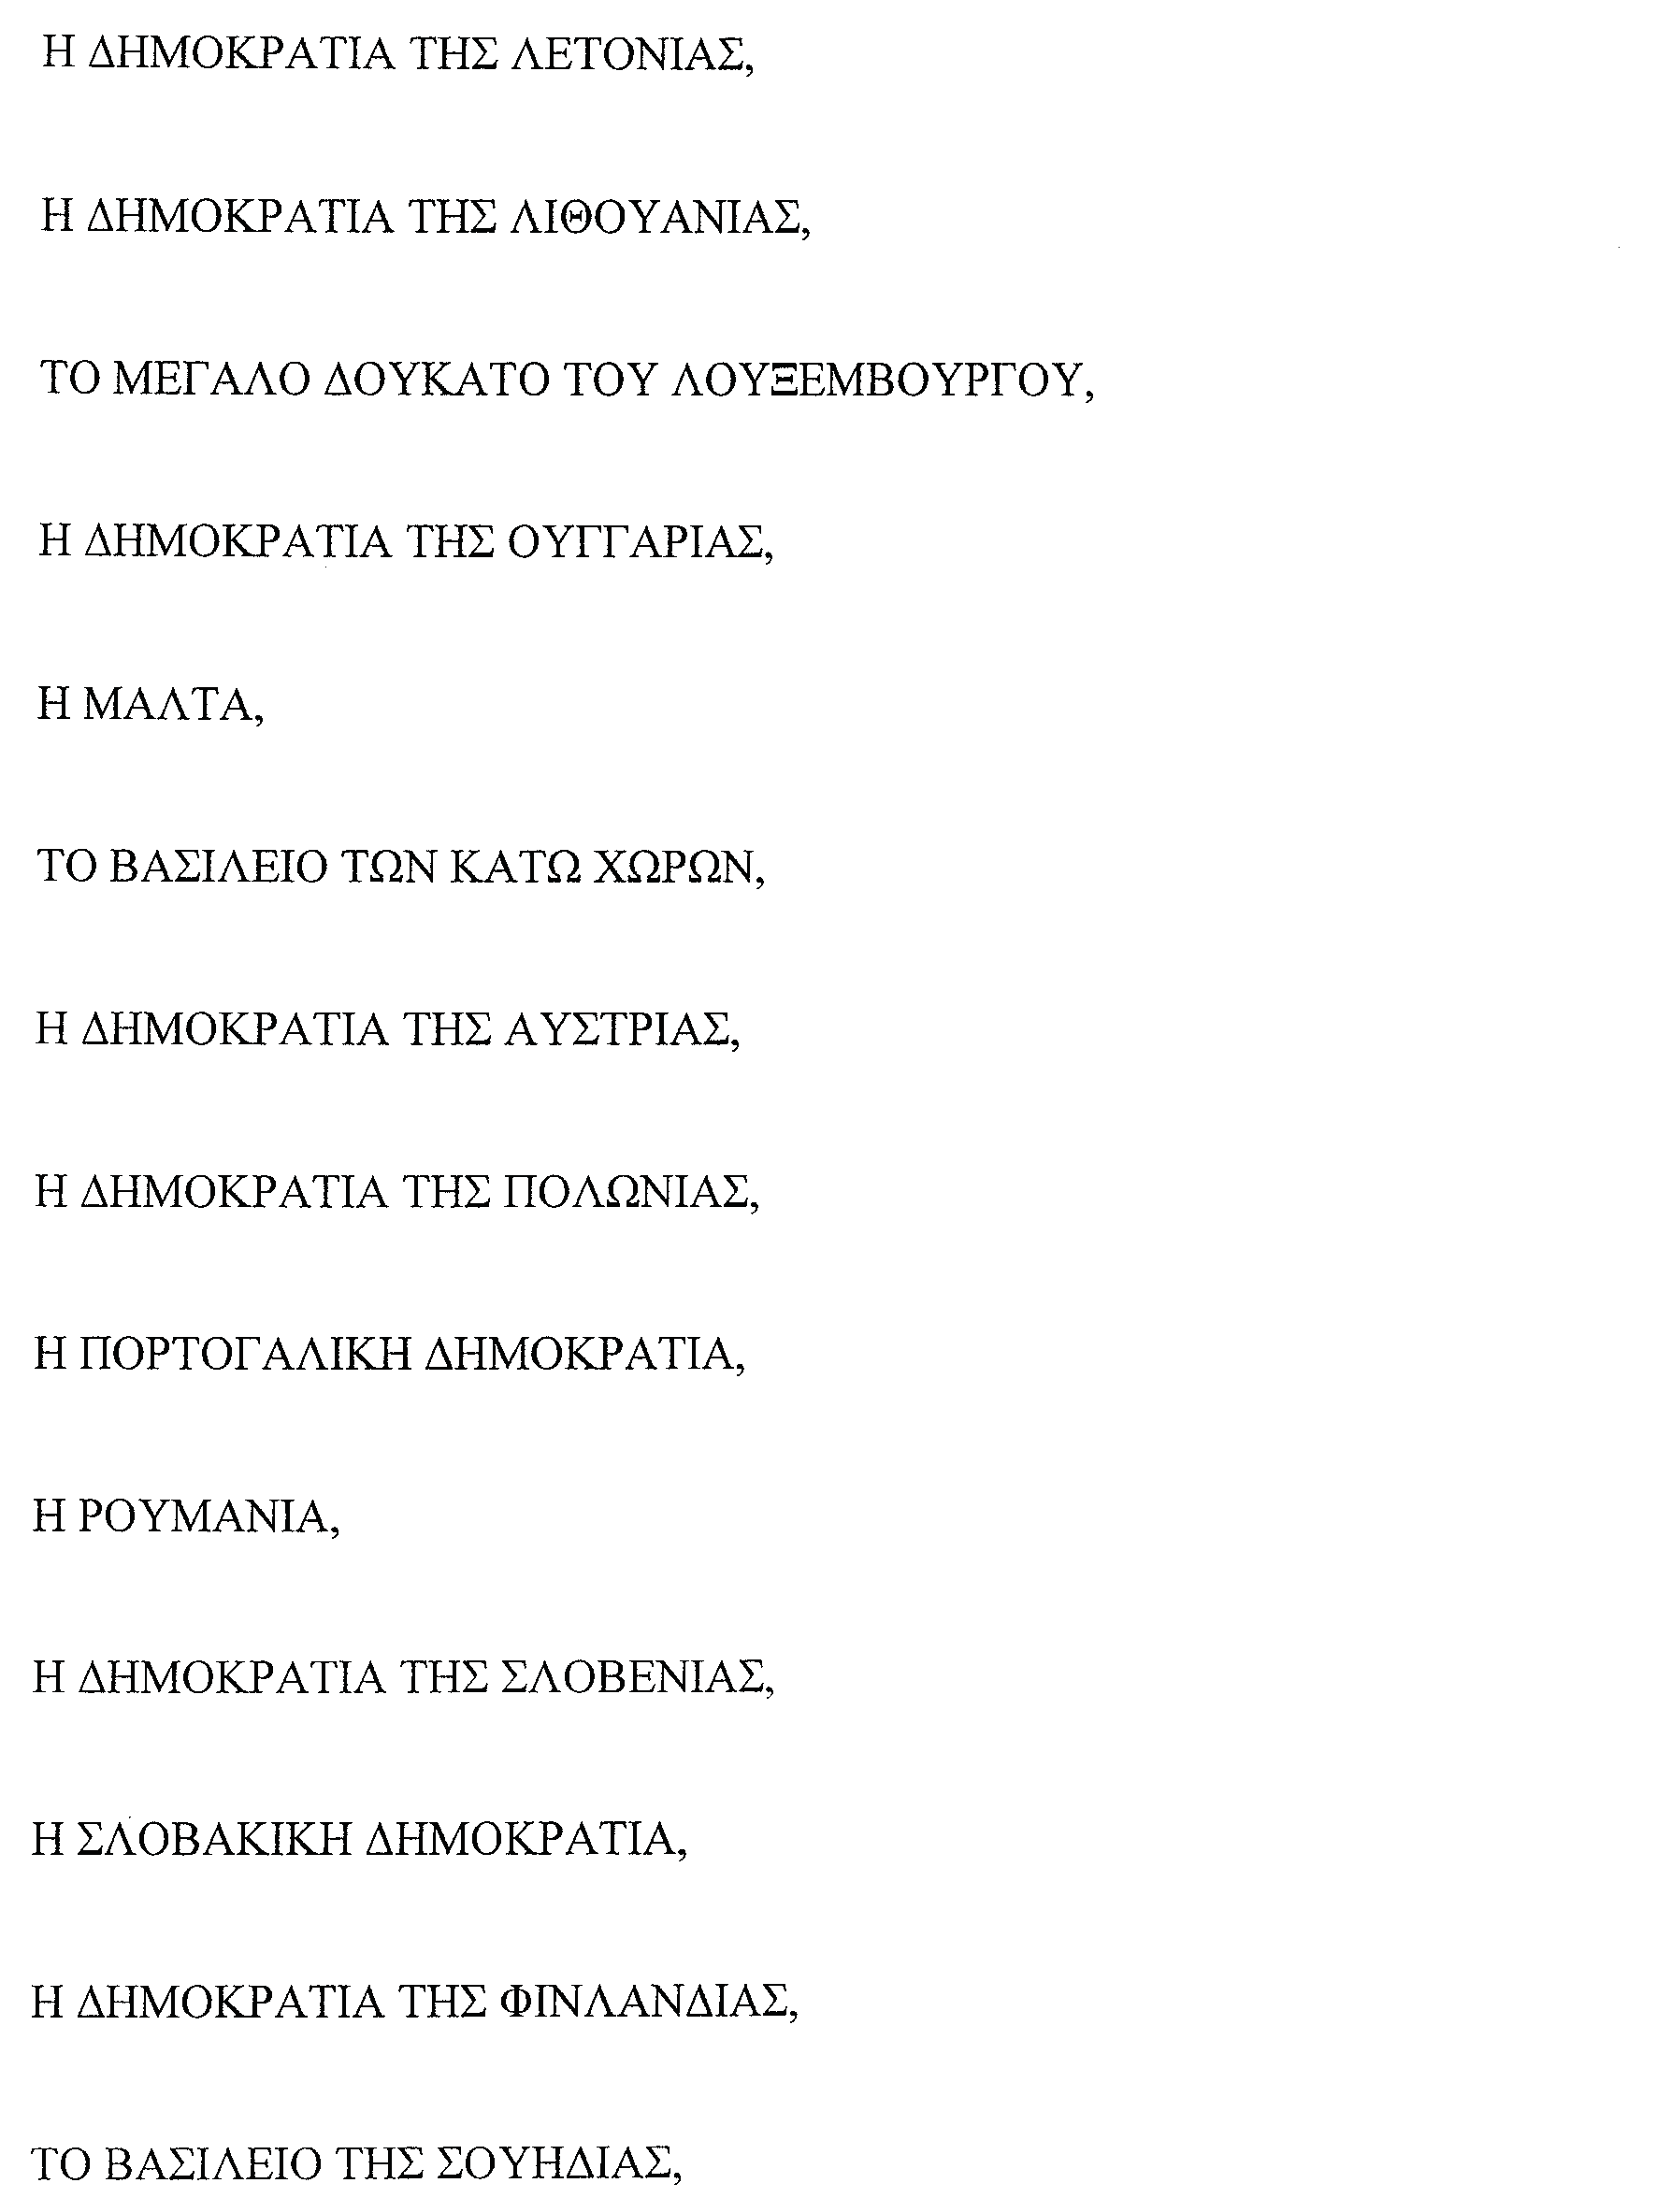 Η ΔΗΜΟΚΡΑΤΙΑ ΤΗΣ ΛΕΤΟΝΙΑΣ,
Η ΔΗΜΟΚΡΑΤΙΑ ΤΗΣ ΛΙΘΟΥΑΝΙΑΣ,
ΤΟ ΜΕΓΑΛΟ ΔΟΥΚΑΤΟ ΤΟΥ ΛΟΥΞΕΜΒΟΥΡΓΟΥ,
Η ΔΗΜΟΚΡΑΤΙΑ ΤΗΣ ΟΥΓΓΑΡΙΑΣ,
Η ΜΑΛΤΑ,
ΤΟ ΒΑΣΙΛΕΙΟ ΤΩΝ ΚΑΤΩ ΧΩΡΩΝ,
Η ΔΗΜΟΚΡΑΤΙΑ ΤΗΣ ΑΥΣΤΡΙΑΣ,
Η ΔΗΜΟΚΡΑΤΙΑ ΤΗΣ ΠΟΛΩΝΙΑΣ,
Η ΠΟΡΤΟΓΑΛΙΚΗ ΔΗΜΟΚΡΑΤΙΑ,
Η ΡΟΥΜΑΝΙΑ,
Η ΔΗΜΟΚΡΑΤΙΑ ΤΗΣ ΣΛΟΒΕΝΙΑΣ,
Η ΣΛΟΒΑΚΙΚΗ ΔΗΜΟΚΡΑΤΙΑ,
Η ΔΗΜΟΚΡΑΤΙΑ ΤΗΣ ΦΙΝΛΑΝΔΙΑΣ,
ΤΟ ΒΑΣΙΛΕΙΟ ΤΗΣ ΣΟΥΗΔΙΑΣ,